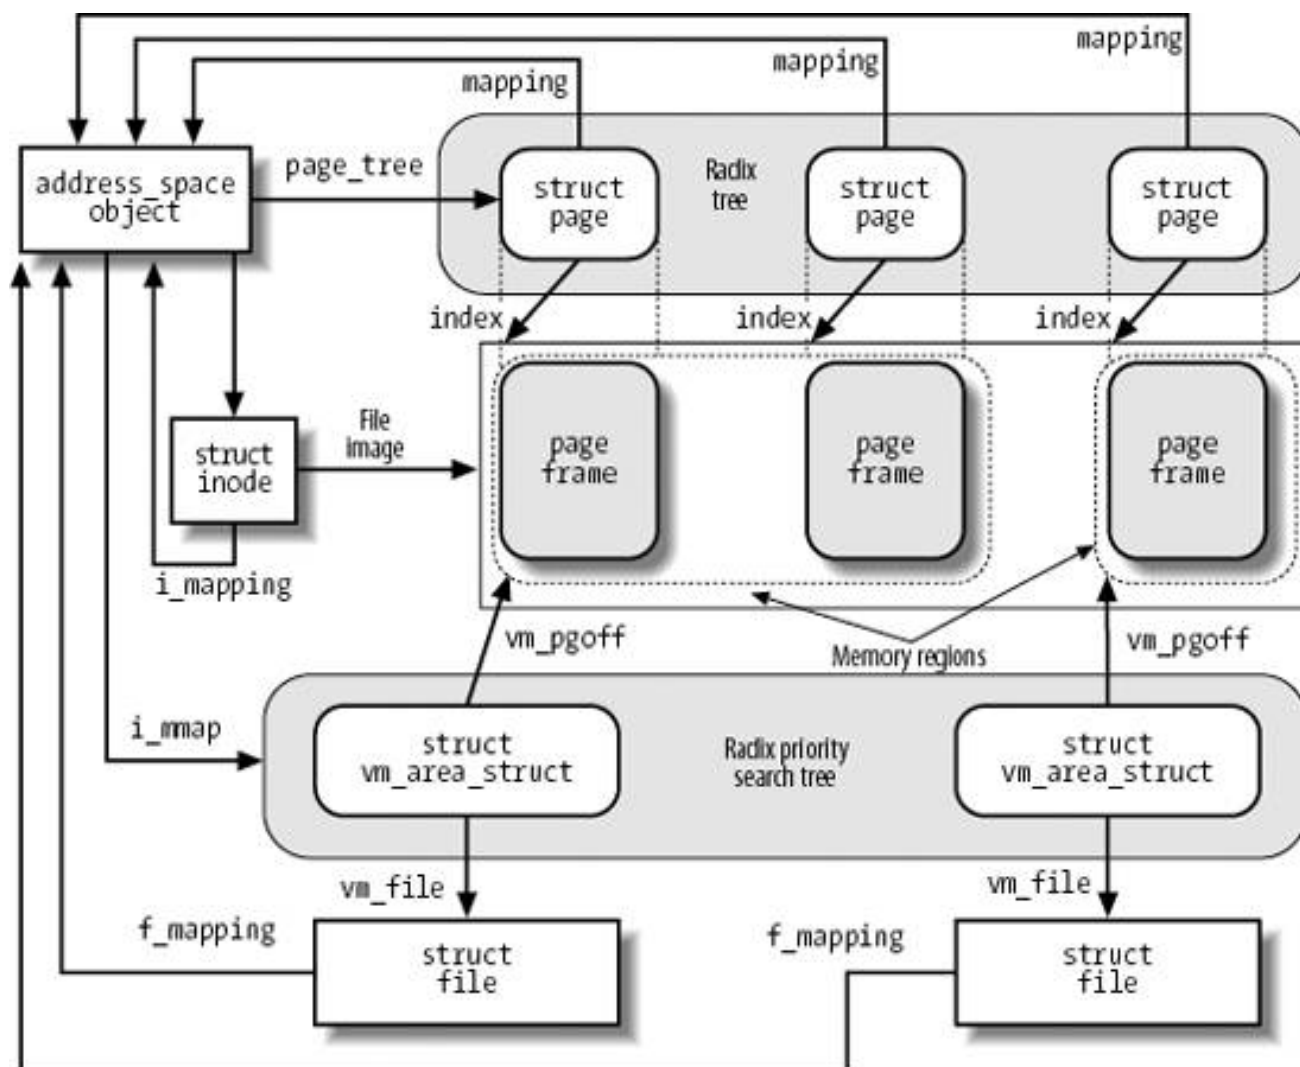 mapping
mapping
mapping
address_space
object
page_tree
Radix
tree
struct
page
struct
page
struct
page
index
index
index
File
image
struct
inode
page
frame
page
frame
page
frame
i_mapping
vm_pgoff
Memory regions
vm_pgoff
i_mmap
struct
vm_area_struct
Radix priority
search tree
struct
vm_area_struct
vm_file
vm_file
f_mapping
f_mapping
struct
file
struct
file